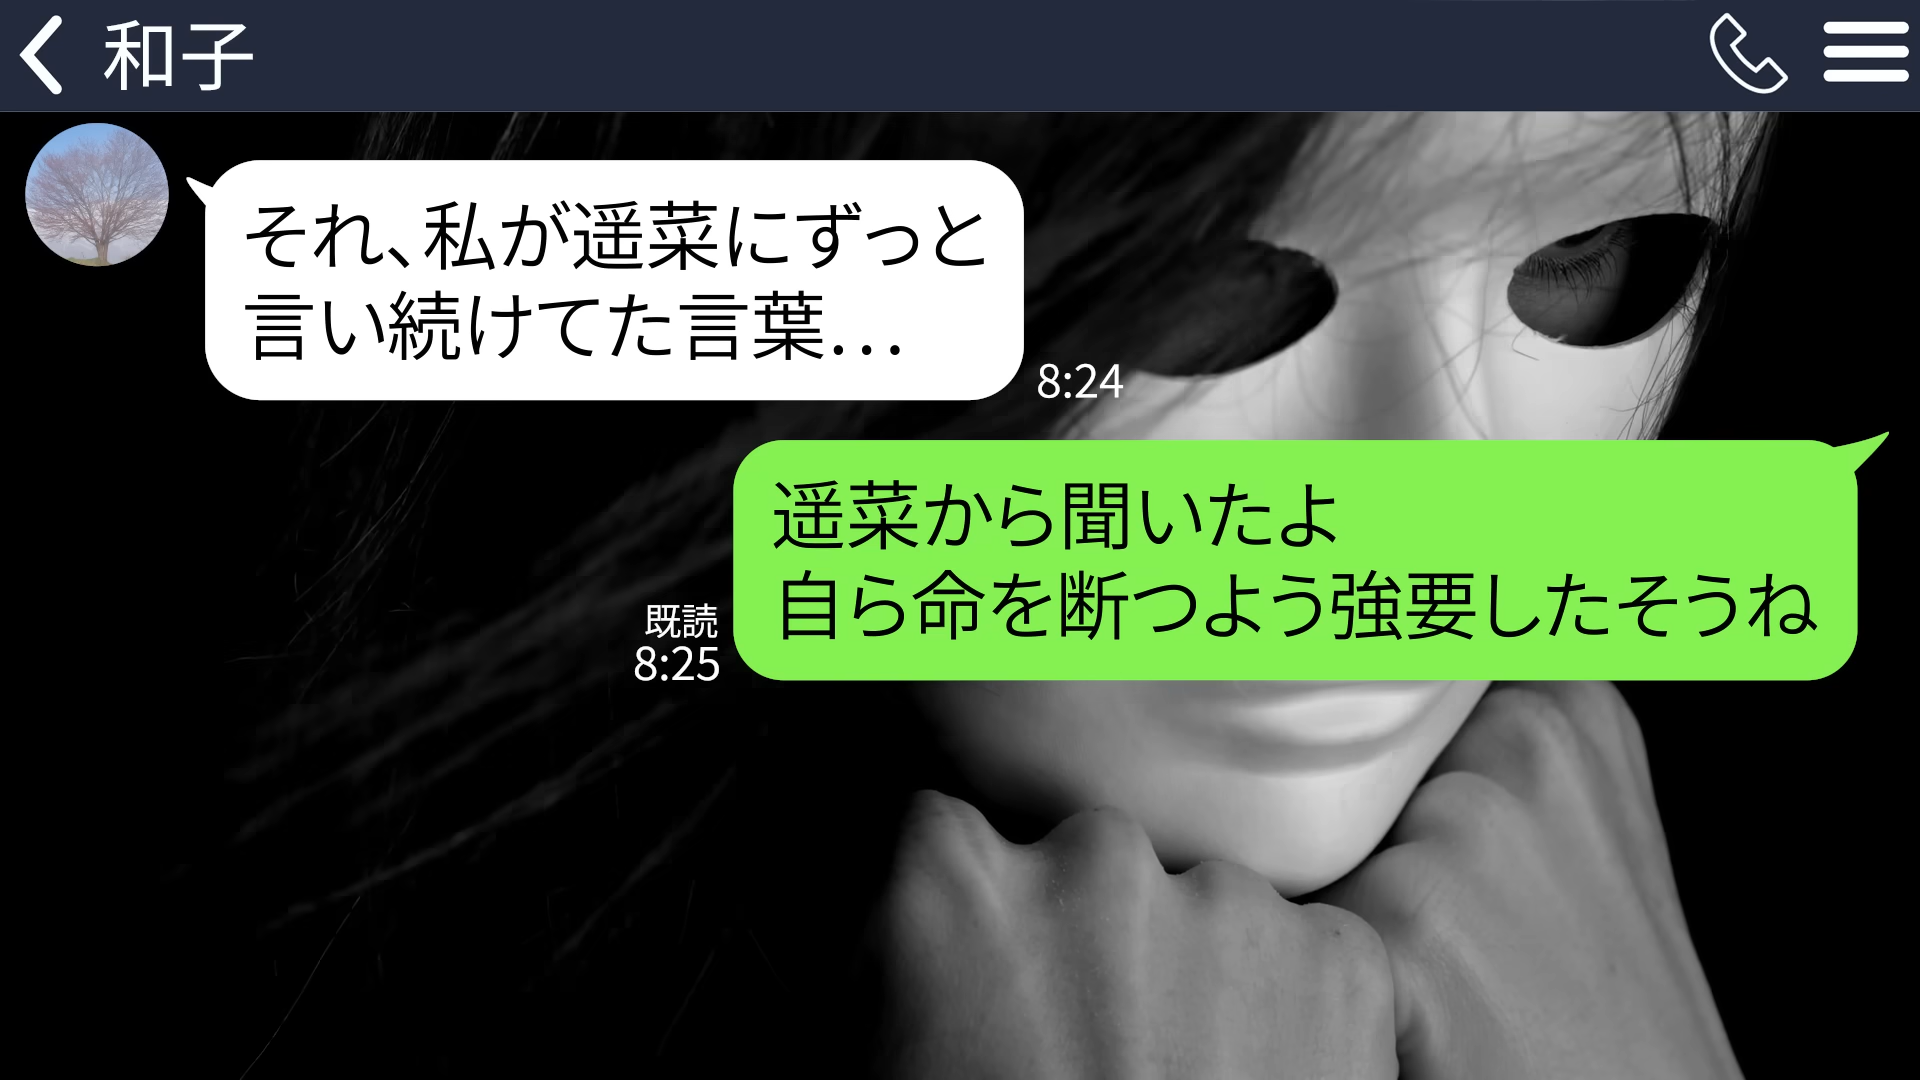 和子
それ、私が遥菜にずっと
言い続けてた言葉…
8:24
遥菜から聞いたよ
自ら命を断つよう強要したそうね
既読
8:25